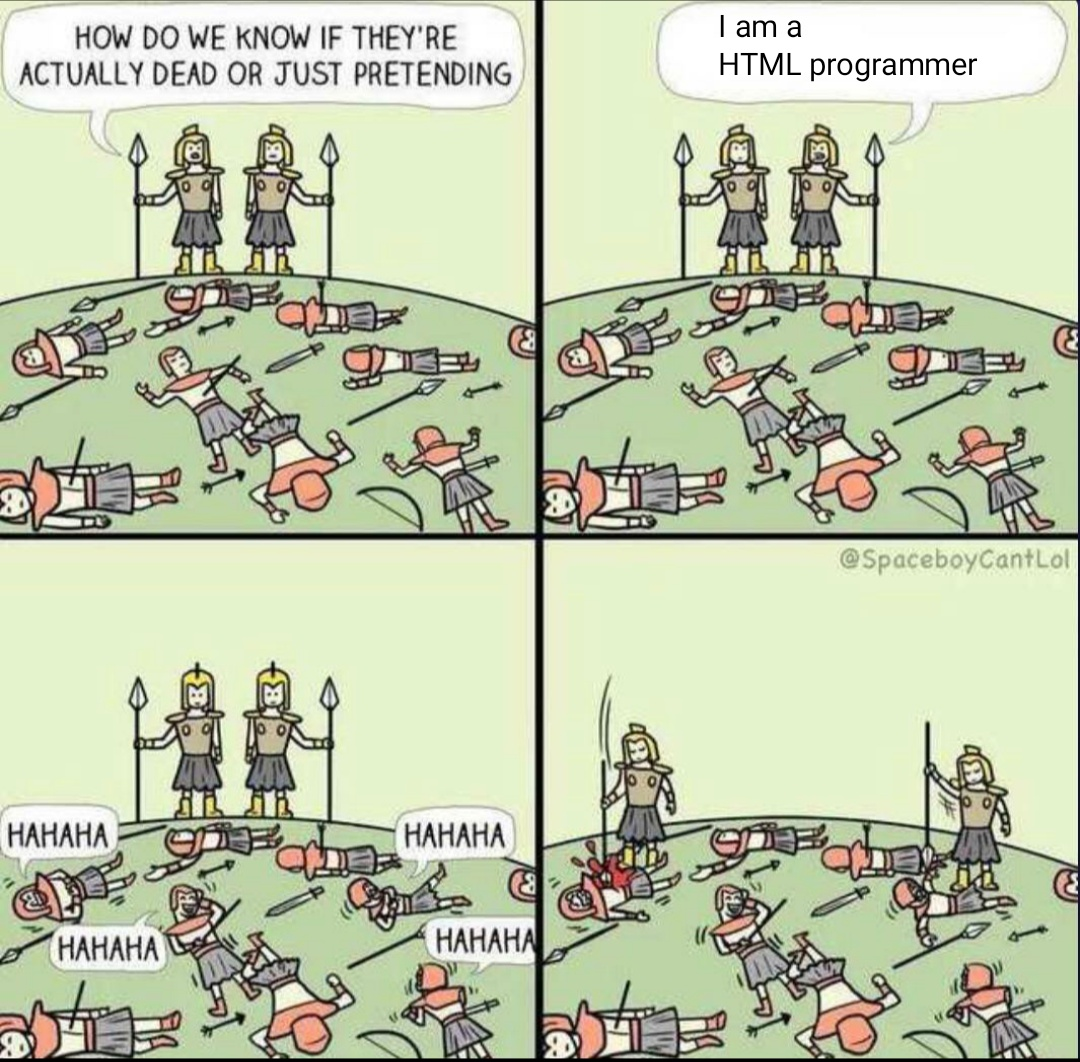 HOW DO WE KNOW IF THEY'RE
ACTUALLY DEAD OR JUST PRETENDING
I am a
HTML programmer
HAHAHA
HAHAHA
HAHAHA
HAHAHA
@SpaceboyCantLol